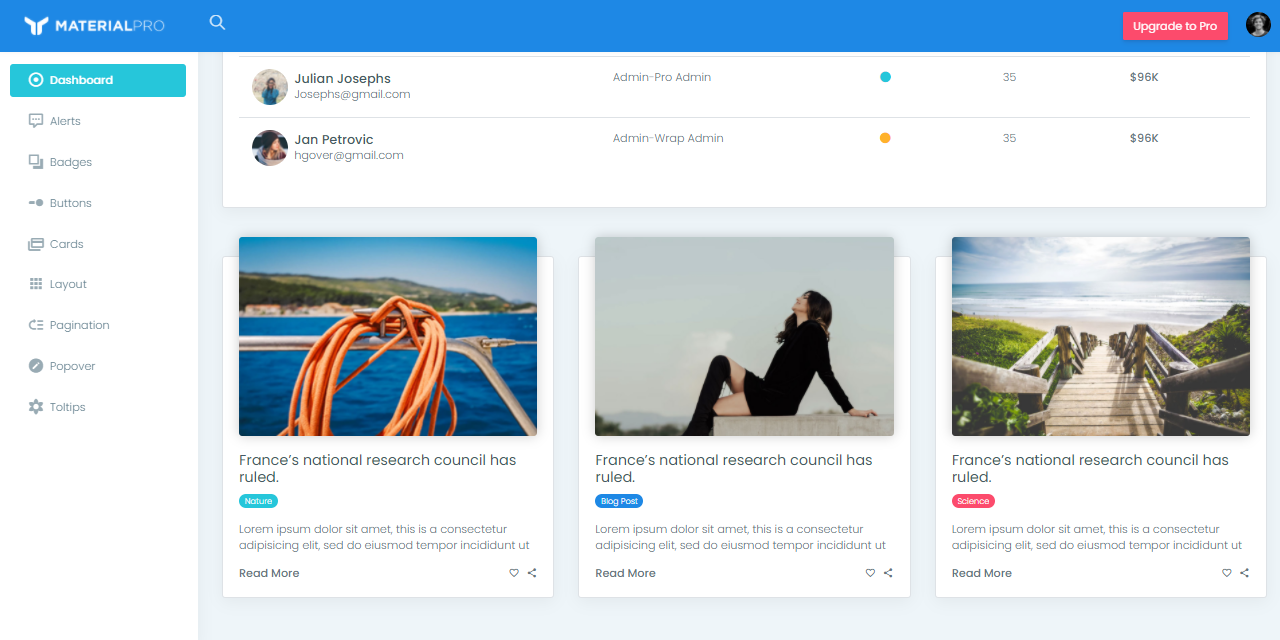 MATERIALPRO
Upgrade to Pro
Dashboard
Alerts
Badges
Buttons
Cards
Layout
Pagination
Popover
Toltips
Julian Josephs
Josephs@gmail.com
Admin-Pro Admin
35
$96K
Jan Petrovic
hgover@gmail.com
Admin-Wrap Admin
35
$96K
France’s national research council has
ruled.
Nature
Lorem ipsum dolor sit amet, this is a consectetur
adipisicing elit, sed do eiusmod tempor incididunt ut
Read More
France’s national research council has
ruled.
Blog Post
Lorem ipsum dolor sit amet, this is a consectetur
adipisicing elit, sed do eiusmod tempor incididunt ut
Read More
France’s national research council has
ruled.
Science
Lorem ipsum dolor sit amet, this is a consectetur
adipisicing elit, sed do eiusmod tempor incididunt ut
Read More